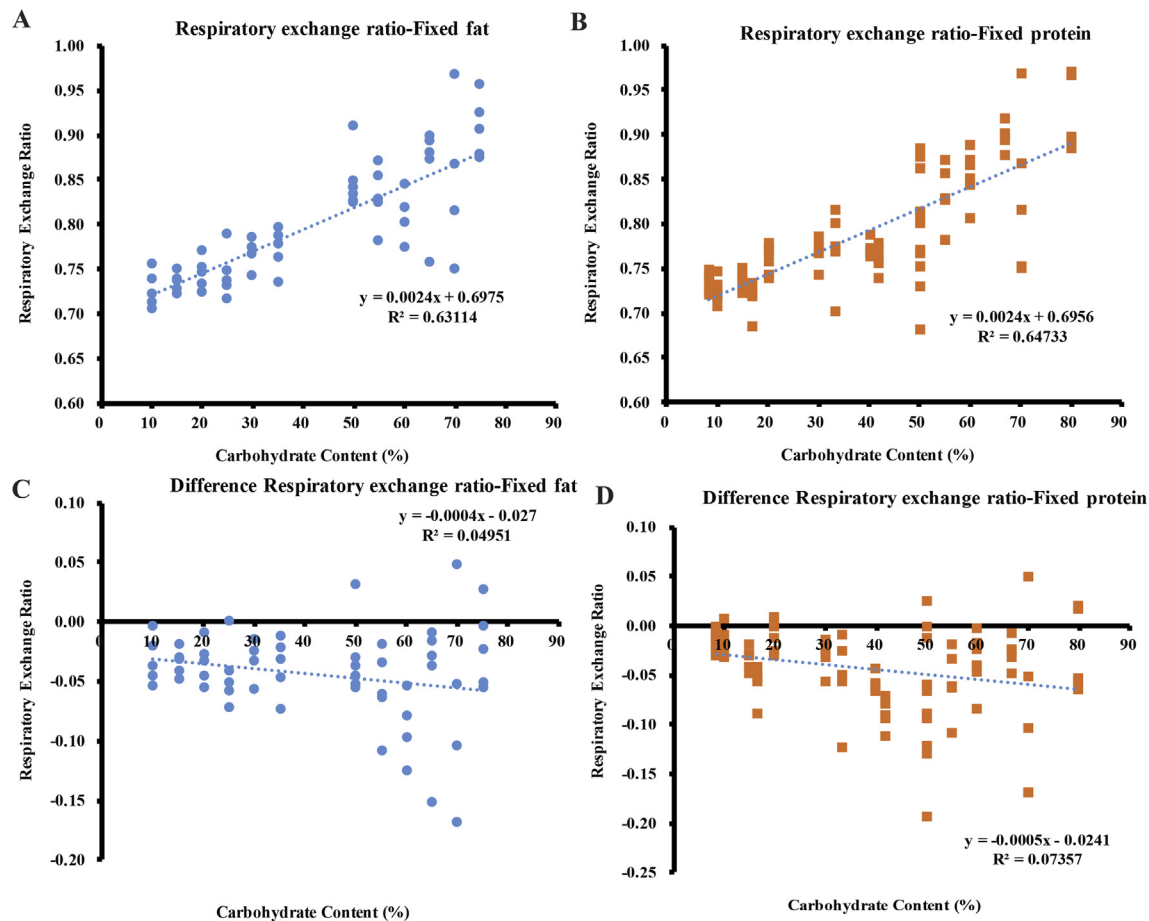 A
Respiratory exchange ratio-Fixed fat
1.00
0.95
0.90
0.85
0.80
0.75
0.70
0.65
0.60
Respiratory Exchange Ratio
y = 0.0024x + 0.6975
R² = 0.63114
0 10 20 30 40 50 60 70 80 90
Carbohydrate Content (%)
B
Respiratory exchange ratio-Fixed protein
1.00
0.95
0.90
0.85
0.80
0.75
0.70
0.65
0.60
Respiratory Exchange Ratio
y = 0.0024x + 0.6956
R² = 0.64733
0 10 20 30 40 50 60 70 80 90
Carbohydrate Content (%)
C
Difference Respiratory exchange ratio-Fixed fat
y = -0.0004x - 0.027
R² = 0.04951
0.10
0.05
0.00
-0.05
-0.10
-0.15
-0.20
Respiratory Exchange Ratio
0 10 20 30 40 50 60 70 80 90
Carbohydrate Content (%)
D
Difference Respiratory exchange ratio-Fixed protein
0.10
0.05
0.00
-0.05
-0.10
-0.15
-0.20
-0.25
Respiratory Exchange Ratio
0 10 20 30 40 50 60 70 80 90
y = -0.0005x - 0.0241
R² = 0.07357
Carbohydrate Content (%)